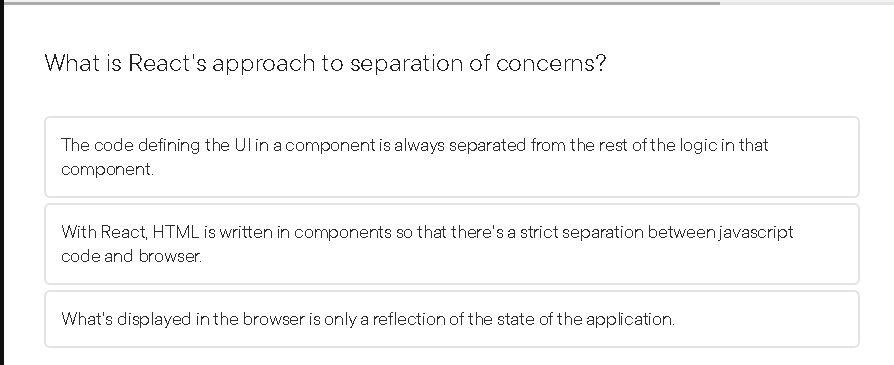 What is React's approach to separation of concerns?
The code defining the UI in a component is always separated from the rest of the logic in that
component.
With React, HTML is written in components so that there's a strict separation between javascript
code and browser.
What's displayed in the browser is only a reflection of the state of the application.